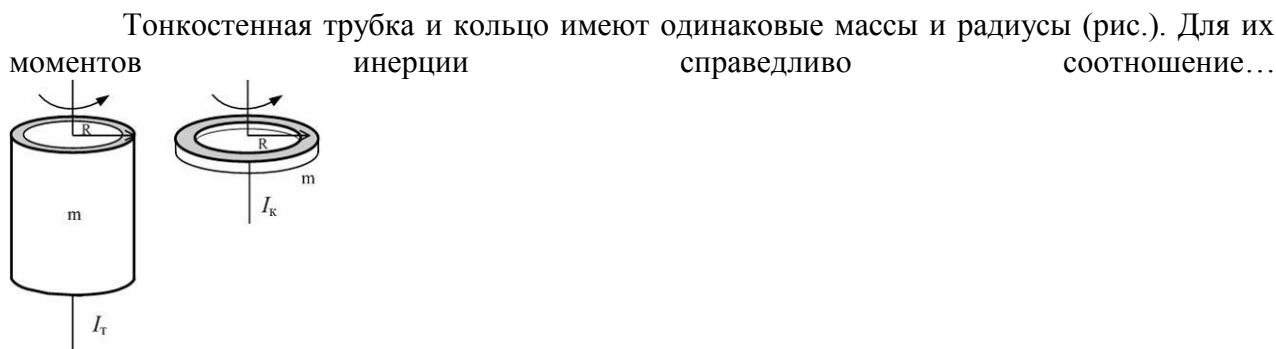 Тонкостенная трубка и кольцо имеют одинаковые массы и радиусы (рис.). Для их
моментов инерции справедливо соотношение…
R
R
m
m
Iк
Iт